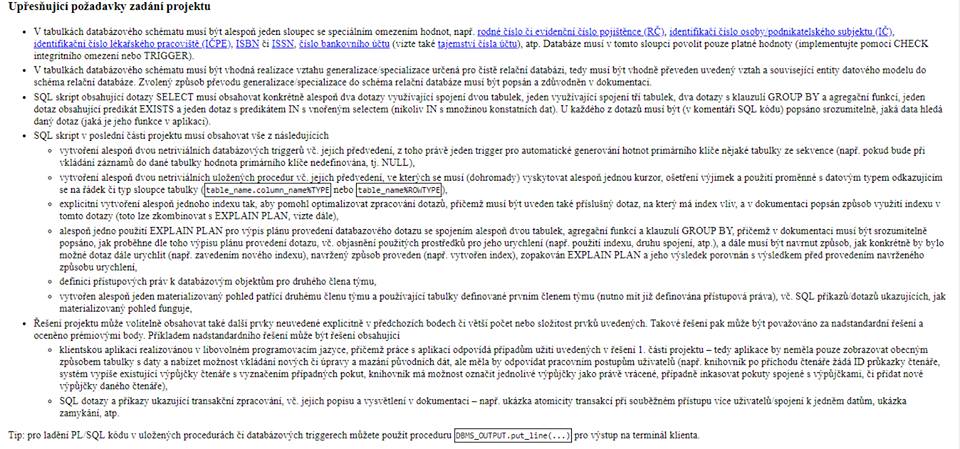 Upřesňující požadavky zadání projektu
V tabulkách databázového schématu musí být alespoň jeden sloupec se speciálním omezením hodnot, např. rodné číslo či evidenční číslo pojištěnce (RČ), identifikační číslo osoby/podnikatelského subjektu (IČ),
identifikační číslo lékařského pracoviště (IČPE), ISBN či ISSN, číslo bankovního účtu (vizte také tajemství čísla účtu), atp. Databáze musí v tomto sloupci povolit pouze platné hodnoty (implementujte pomocí CHECK
integritního omezení nebo TRIGGER).
V tabulkách databázového schématu musí být vhodná realizace vztahu generalizace/specializace určená pro čistě relační databázi, tedy musí být vhodně převeden uvedený vztah a související entity datového modelu do
schéma relační databáze. Zvolený způsob převodu generalizace/specializace do schéma relační databáze musí být popsán a zdůvodněn v dokumentaci.
SQL skript obsahující dotazy SELECT musí obsahovat konkrétně alespoň dva dotazy využívající spojení dvou tabulek, jeden využívající spojení tří tabulek, dva dotazy s klauzulí GROUP BY a agregační funkcí, jeden
dotaz obsahující predikát EXISTS a jeden dotaz s predikátem IN s vnořeným selectem (nikoliv IN s množinou konstatních dat). U každého z dotazů musí být (v komentáři SQL kódu) popsáno srozumitelně, jaká data hledá
daný dotaz (jaká je jeho funkce v aplikaci).
SQL skript v poslední části projektu musí obsahovat vše z následujících
vytvoření alespoň dvou netriviálních databázových triggerů vč. jejich předvedení, z toho právě jeden trigger pro automatické generování hodnot primárního klíče nějaké tabulky ze sekvence (např. pokud bude při
vkládání záznamů do dané tabulky hodnota primárního klíče nedefinována, tj. NULL),
vytvoření alespoň dvou netriviálních uložených procedur vč. jejich předvedení, ve kterých se musí (dohromady) vyskytovat alespoň jednou kurzor, ošetření výjimek a použití proměnné s datovým typem odkazujícím
se na řádek či typ sloupce tabulky (table_name.column_name%TYPE nebo table_name%ROWTYPE),
explicitní vytvoření alespoň jednoho indexu tak, aby pomohl optimalizovat zpracování dotazů, přičemž musí být uveden také příslušný dotaz, na který má index vliv, a v dokumentaci popsán způsob využití indexu v
tomto dotazy (toto lze zkombinovat s EXPLAIN PLAN, vizte dále),
alespoň jedno použití EXPLAIN PLAN pro výpis plánu provedení databazového dotazu se spojením alespoň dvou tabulek, agregační funkcí a klauzulí GROUP BY, přičemž v dokumentaci musí být srozumitelně
popsáno, jak proběhne dle toho výpisu plánu provedení dotazu, vč. objasnění použitých prostředků pro jeho urychlení (např. použití indexu, druhu spojení, atp.), a dále musí být navrnut způsob, jak konkrétně by bylo
možné dotaz dále urychlit (např. zavedením nového indexu), navržený způsob proveden (např. vytvořen index), zopakován EXPLAIN PLAN a jeho výsledek porovnán s výsledkem před provedením navrženého
způsobu urychlení,
definici přístupových práv k databázovým objektům pro druhého člena týmu,
vytvořen alespoň jeden materializovaný pohled patřící druhému členu týmu a používající tabulky definované prvním členem týmu (nutno mít již definována přístupová práva), vč. SQL příkazů/dotazů ukazujících, jak
materializovaný pohled funguje,
Řešení projektu může volitelně obsahovat také další prvky neuvedené explicitně v předchozích bodech či větší počet nebo složitost prvků uvedených. Takové řešení pak může být považováno za nadstandardní řešení a
oceněno prémiovými body. Příkladem nadstandardního řešení může být řešení obsahující
klientskou aplikaci realizovanou v libovolném programovacím jazyce, přičemž práce s aplikací odpovídá případům užití uvedených v řešení 1. části projektu – tedy aplikace by neměla pouze zobrazovat obecným
způsobem tabulky s daty a nabízet možnost vkládání nových či úpravy a mazání původních dat, ale měla by odpovídat pracovním postupům uživatelů (např. knihovník po příchodu čtenáře žádá ID průkazky čtenáře,
systém vypíše existující výpůjčky čtenáře s vyznačením případných pokut, knihovník má možnost označit jednolivé výpůjčky jako právě vrácené, případně inkasovat pokuty spojené s výpůjčkami, či přidat nové
výpůjčky daného čtenáře),
SQL dotazy a příkazy ukazující transakční zpracování, vč. jejich popisu a vysvětlení v dokumentaci – např. ukázka atomicity transakcí při souběžném přístupu více uživatelů/spojení k jedněm datům, ukázka
zamykání, atp.
Tip: pro ladění PL/SQL kódu v uložených procedurách či databázových triggerech můžete použít proceduru DBMS_OUTPUT.put_line(...) pro výstup na terminál klienta.